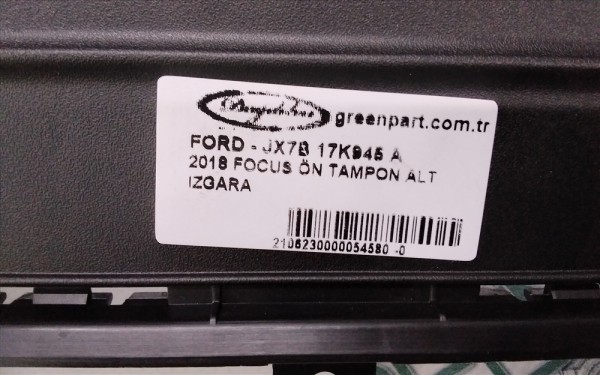 greenpart.com.tr
FORD - JX7B 17K945 A
2018 FOCUS ÖN TAMPON ALT
IZGARA
2106230000054580 -0